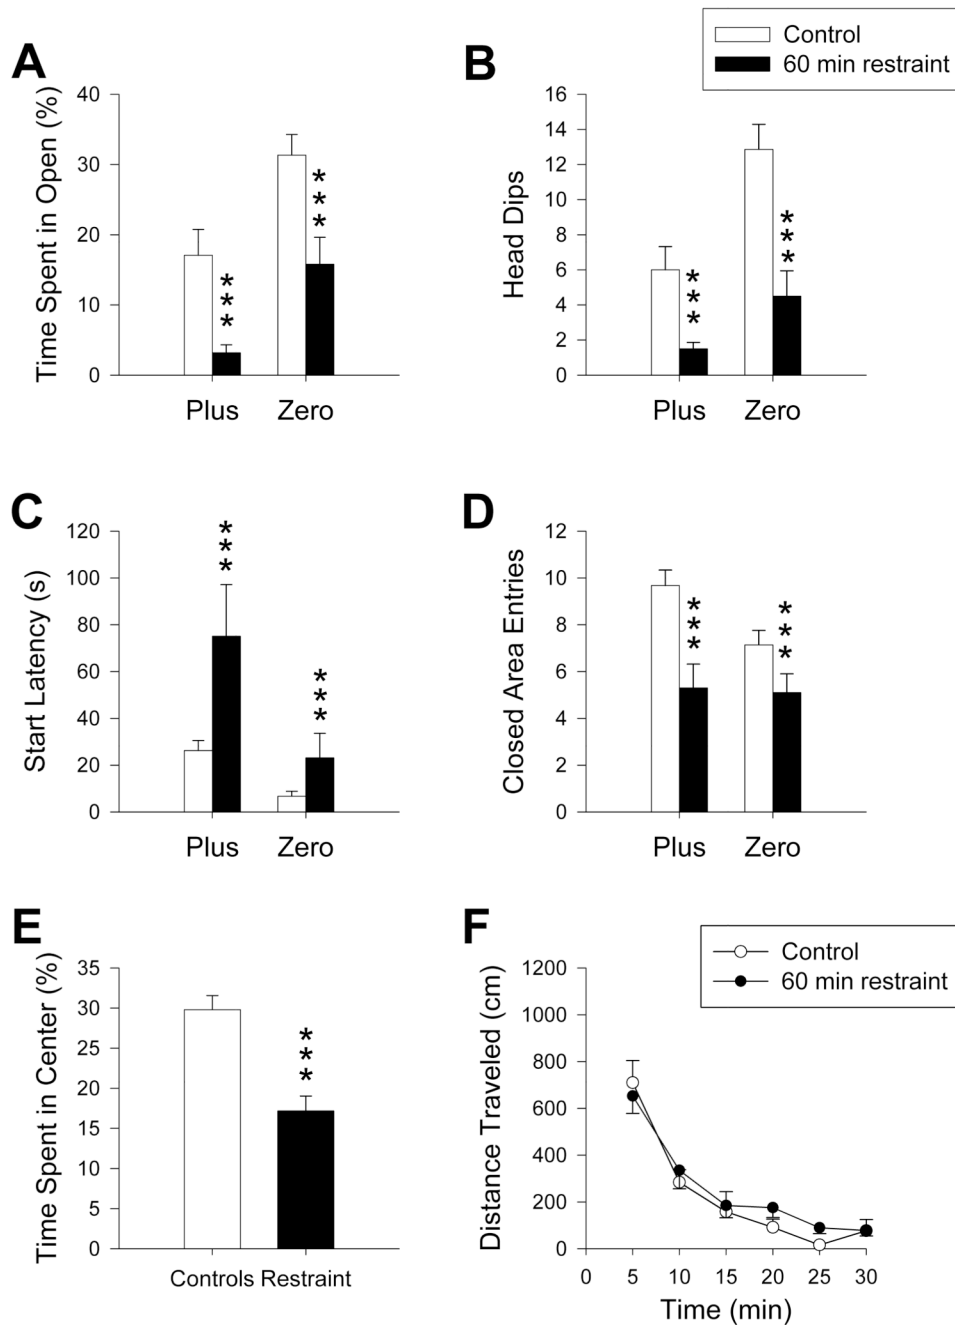 A
Time Spent in Open (%)
40
30
20
10
0
***
***
Plus Zero
B
Control
60 min restraint
Head Dips
16
14
12
10
8
6
4
2
0
***
***
Plus Zero
C
Start Latency (s)
120
100
80
60
40
20
0
***
***
Plus Zero
D
Closed Area Entries
12
10
8
6
4
2
0
***
***
Plus Zero
E
Time Spent in Center (%)
35
30
25
20
15
10
5
0
***
Controls Restraint
F
Control
60 min restraint
Distance Traveled (cm)
1200
1000
800
600
400
200
0
0 5 10 15 20 25 30
Time (min)